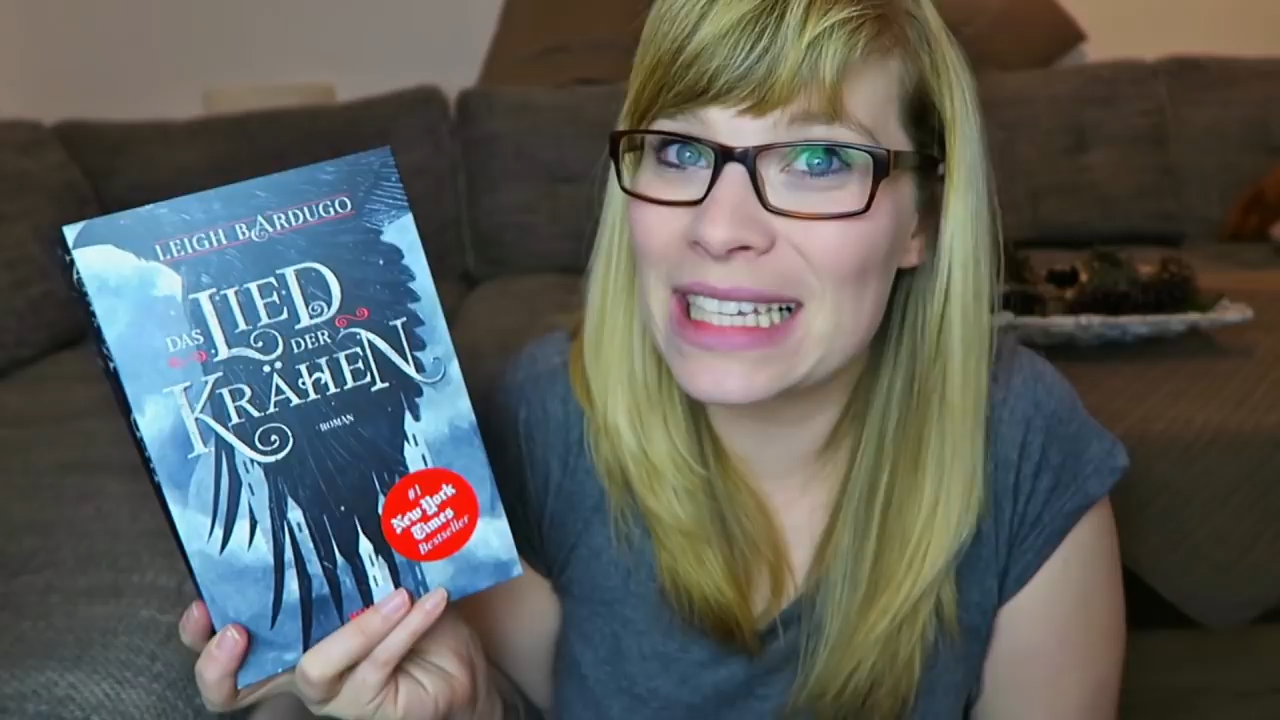 LEIGH BARDUGO
DAS LIED
DER
KRÄHEN
ROMAN
#1
New York
Times
Bestseller